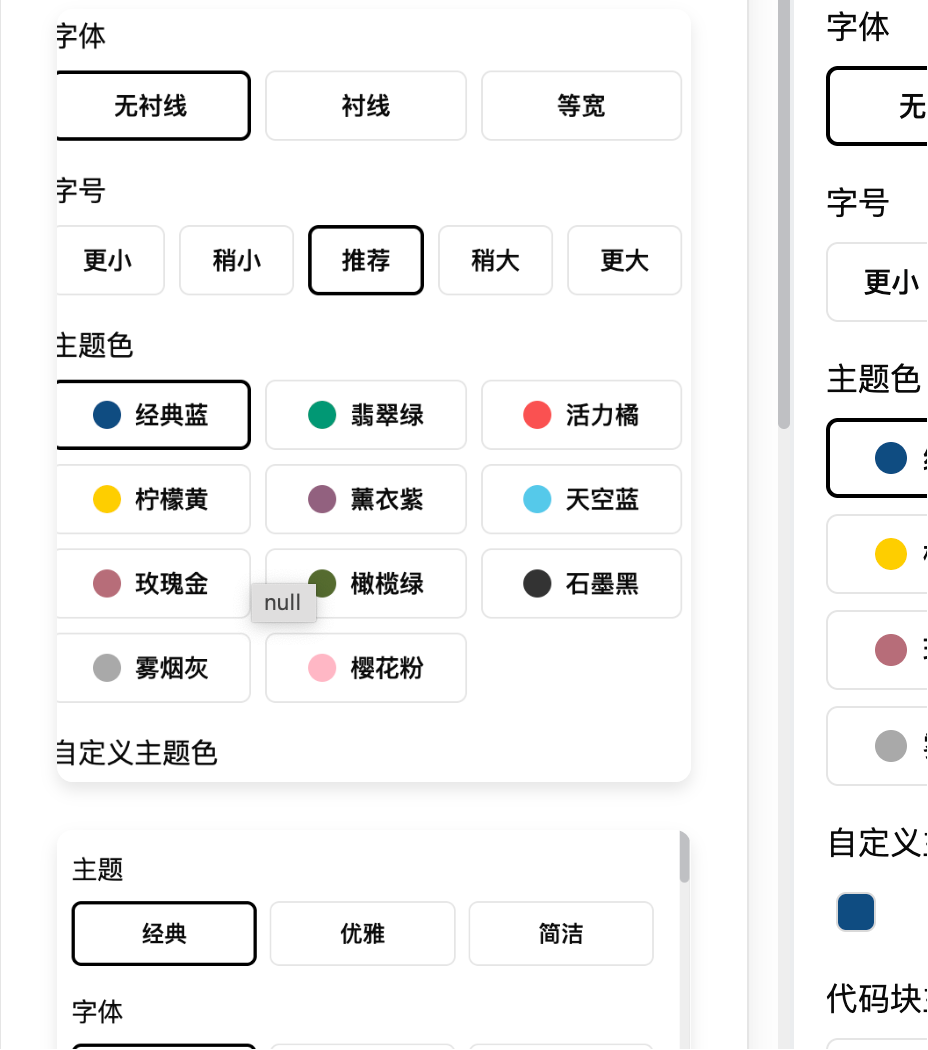 字体
无衬线 衬线 等宽
字号
更小 稍小 推荐 稍大 更大
主题色
经典蓝 翡翠绿 活力橘
柠檬黄 薰衣紫 天空蓝
玫瑰金 橄榄绿 石墨黑
null
雾烟灰 樱花粉
自定义主题色
主题
经典 优雅 简洁
字体
字体
无
字号
更小
主题色
自定义
代码块